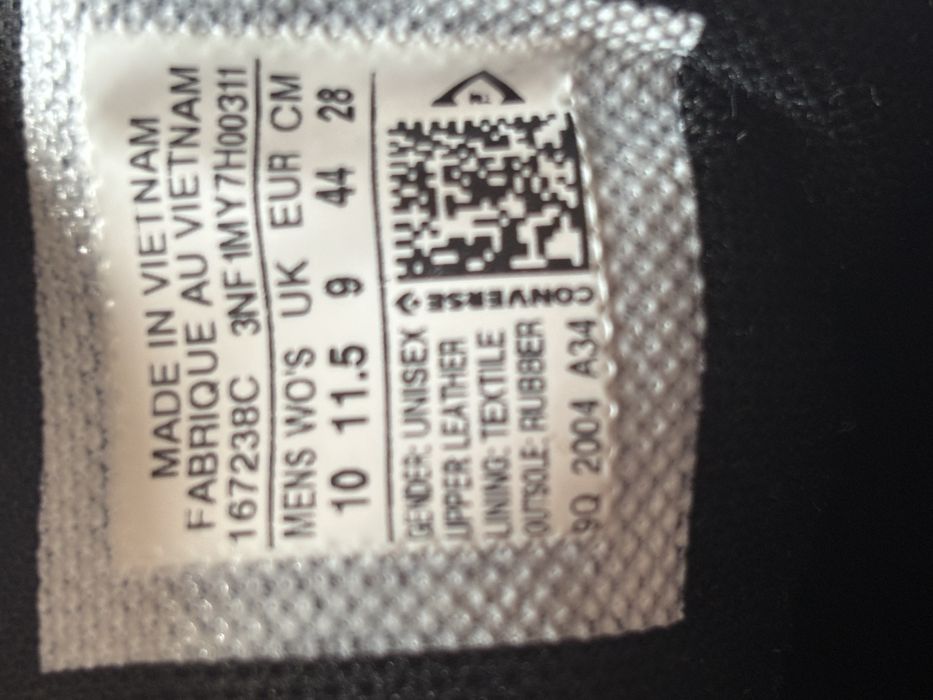 MADE IN VIETNAM
FABRIQUE AU VIETNAM
167238C 3NF1MY7H00311
MENS WO'S UK EUR CM
10 11.5 9 44 28
GENDER: UNISEX
UPPER LEATHER
LINING: TEXTILE
OUTSOLE: RUBBER
9Q 2004 A34
CONVERSE